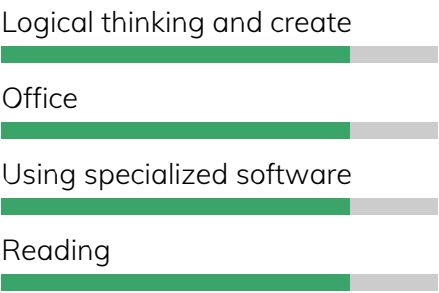 Logical thinking and create
Office
Using specialized software
Reading